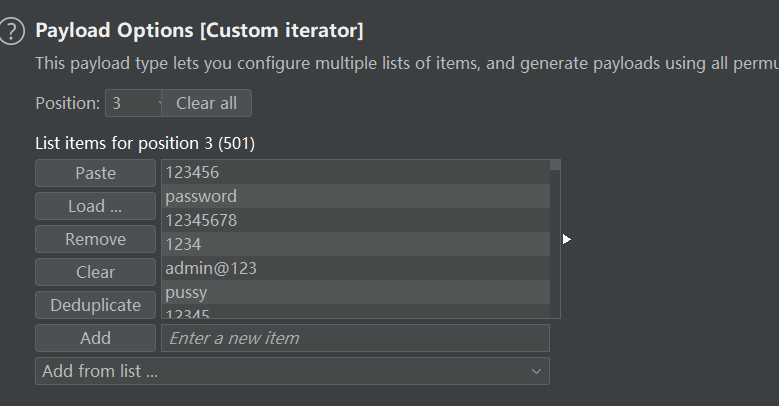 ?
Payload Options [Custom iterator]
This payload type lets you configure multiple lists of items, and generate payloads using all permu
Position: 3 Clear all
List items for position 3 (501)
Paste 123456
password
Load ... 12345678
Remove 1234
Clear admin@123
Deduplicate pussy
12345
Add Enter a new item
Add from list ...